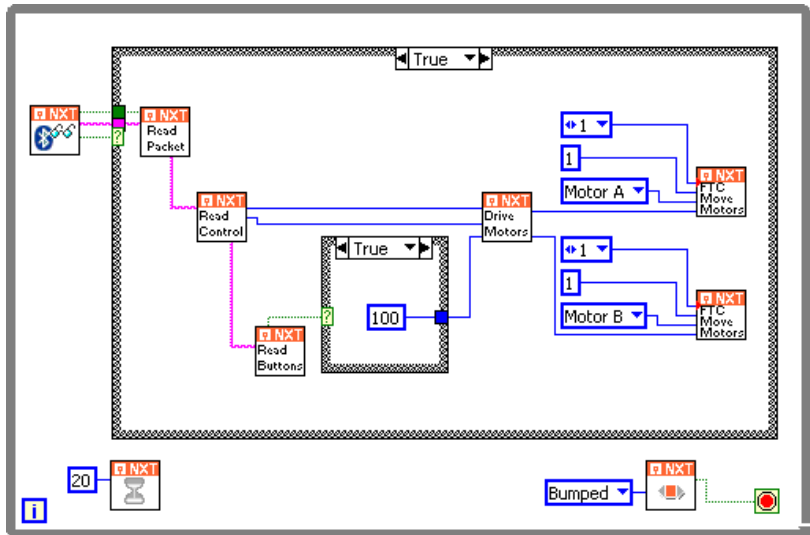 True
NXT
NXT
Read
Packet
1
1
Motor A
NXT
FTC
Move
Motors
NXT
Read
Control
NXT
Drive
Motors
True
100
1
1
Motor B
NXT
FTC
Move
Motors
NXT
Read
Buttons
?
?
20
NXT
Bumped
NXT
i